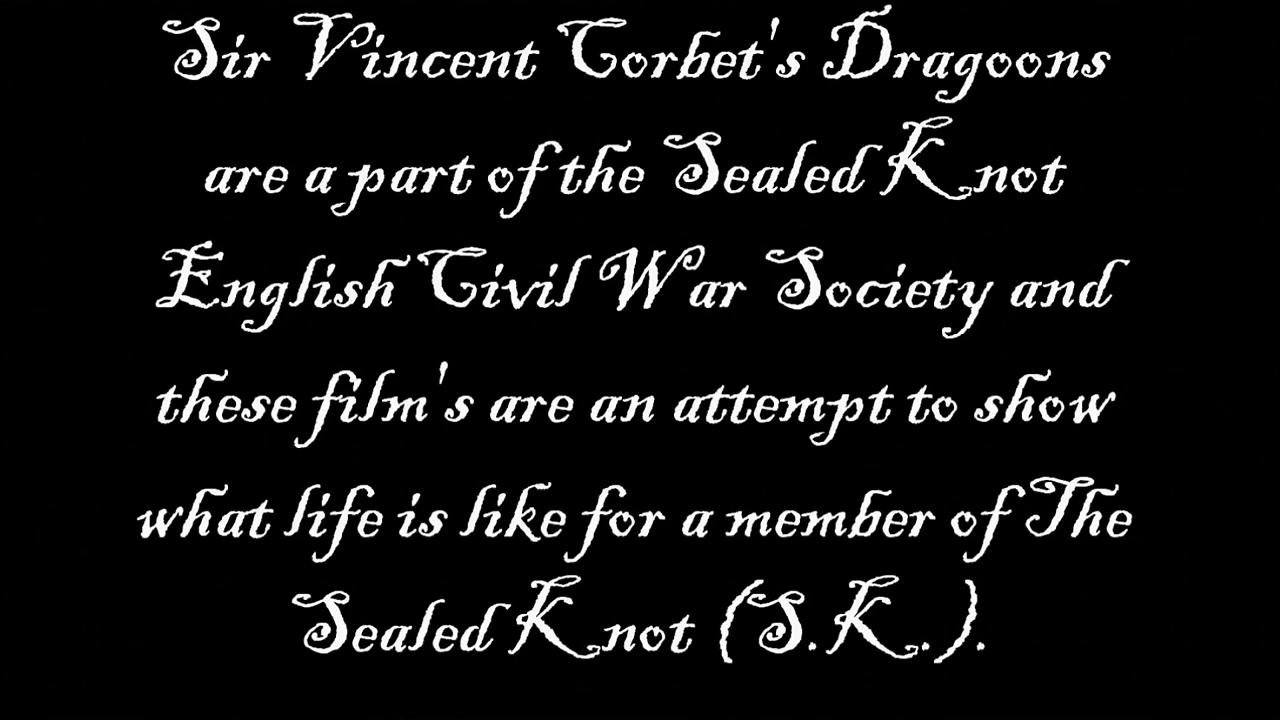 Sir Vincent Corbet's Dragoons
are a part of the Sealed Knot
English Civil War Society and
these film's are an attempt to show
what life is like for a member of The
Sealed Knot (S.K.).